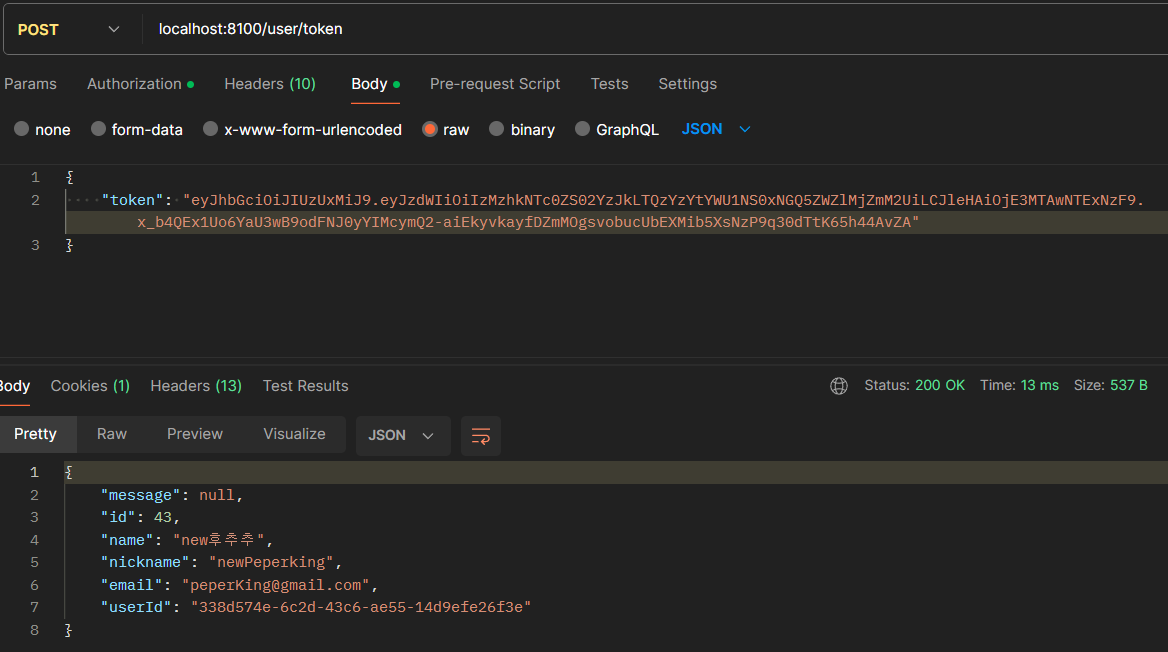 POST localhost:8100/user/token
Params Authorization Headers (10) Body Pre-request Script Tests Settings
none form-data x-www-form-urlencoded raw binary GraphQL JSON
1 {
2 "token": "eyJhbGciOiJIUzUxMiJ9.eyJzdWIiOiIzMzhkNTc0ZS02YzJkLTQzYzYtYWU1NS0xNGQ5ZWZlMjZmM2UiLCJleHAiOjE3MTAwNTExNzF9.
x_b4QEx1Uo6YaU3wB9odFNJ0yYIMcymQ2-aiEkyvkayfDZmMOgsvobucUbEXMib5XsNzP9q30dTtK65h44AvZA"
3 }
Body Cookies (1) Headers (13) Test Results Status: 200 OK Time: 13 ms Size: 537 B
Pretty Raw Preview Visualize JSON
1 {
2 "message": null,
3 "id": 43,
4 "name": "new후추추",
5 "nickname": "newPeperking",
6 "email": "peperKing@gmail.com",
7 "userId": "338d574e-6c2d-43c6-ae55-14d9efe26f3e"
8 }